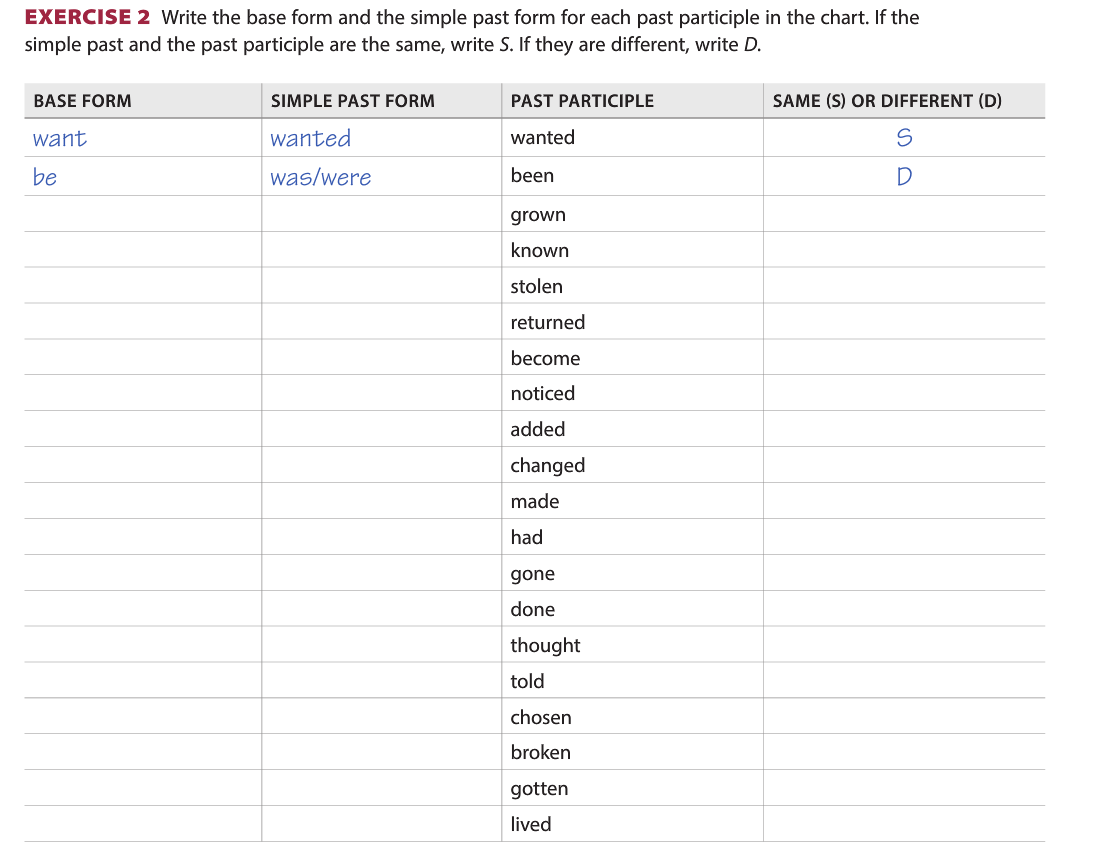 EXERCISE 2 Write the base form and the simple past form for each past participle in the chart. If the
simple past and the past participle are the same, write S. If they are different, write D.
BASE FORM SIMPLE PAST FORM PAST PARTICIPLE SAME (S) OR DIFFERENT (D)
want wanted wanted S
be was/were been D
grown
known
stolen
returned
become
noticed
added
changed
made
had
gone
done
thought
told
chosen
broken
gotten
lived